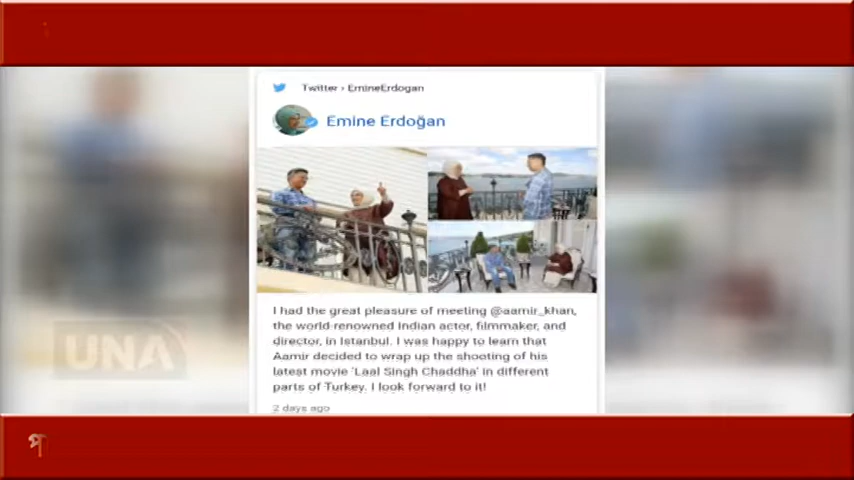 Twitter › EmineErdogan
Emine Erdoğan
I had the great pleasure of meeting @aamir_khan,
the world-renowned Indian actor, filmmaker, and
director, in Istanbul. I was happy to learn that
Aamir decided to wrap up the shooting of his
latest movie 'Laal Singh Chaddha' in different
parts of Turkey. I look forward to it!
2 days ago
UNA